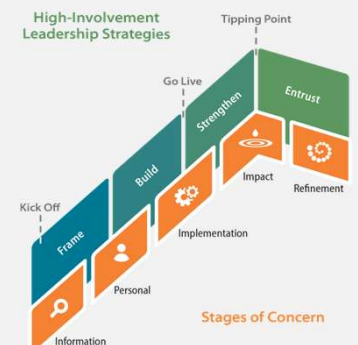 High-Involvement
Leadership Strategies
Tipping Point
Go Live
Kick Off
Frame
Build
Strengthen
Entrust
Information
Personal
Implementation
Impact
Refinement
Stages of Concern